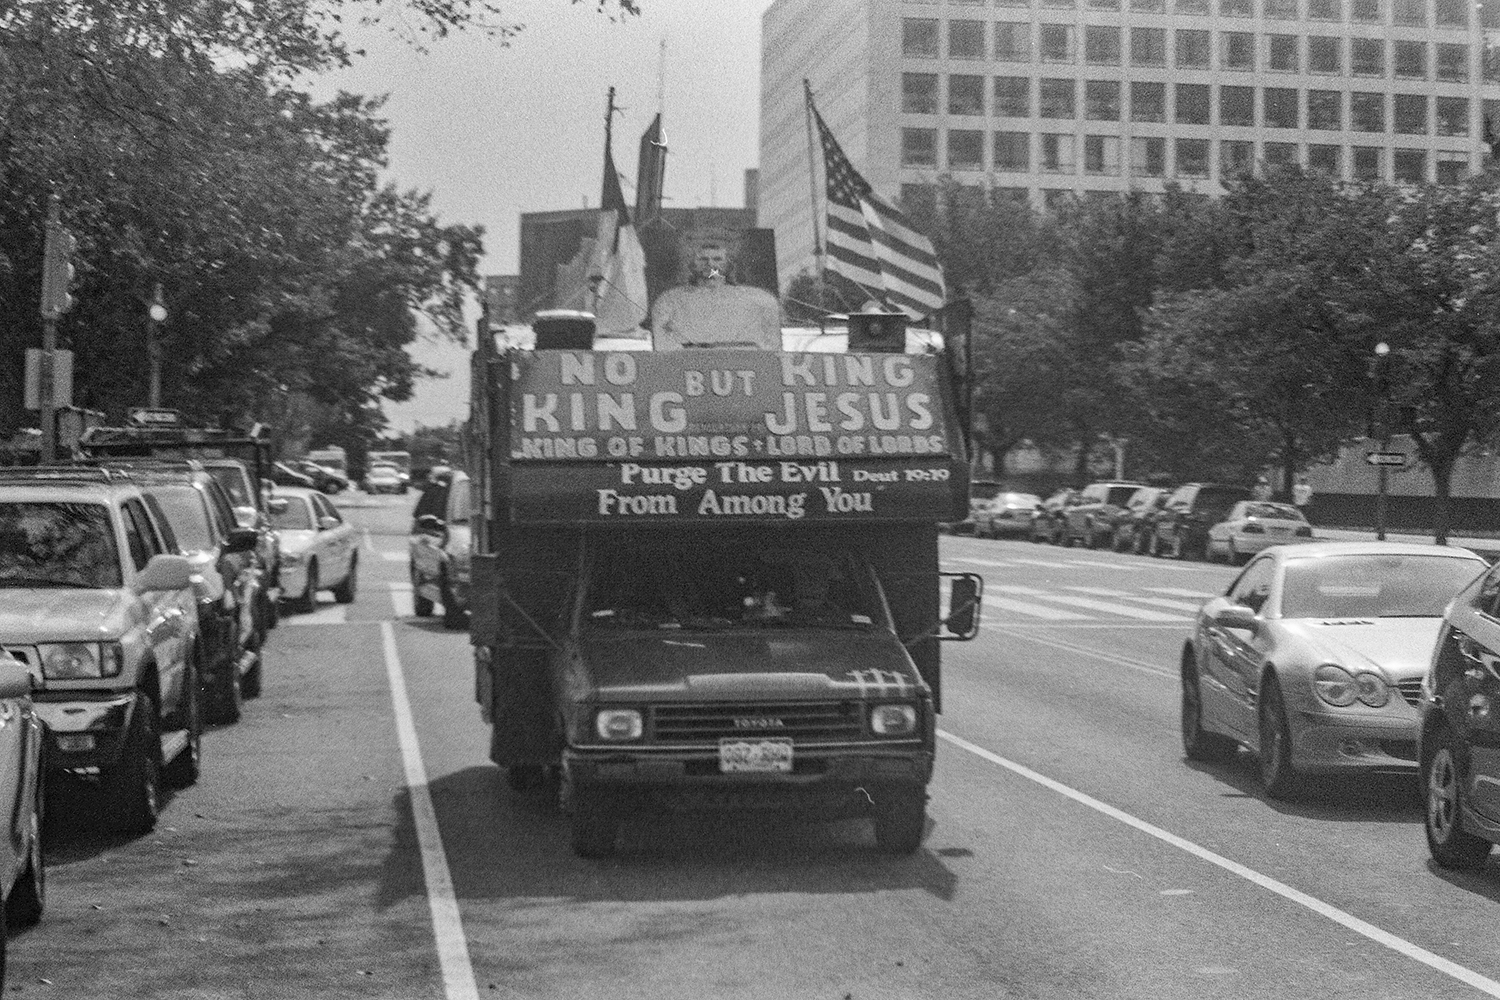 NO BUT KING
KING JESUS
KING OF KINGS + LORD OF LORDS
"Purge The Evil Deut 19:19
From Among You"
TOYOTA